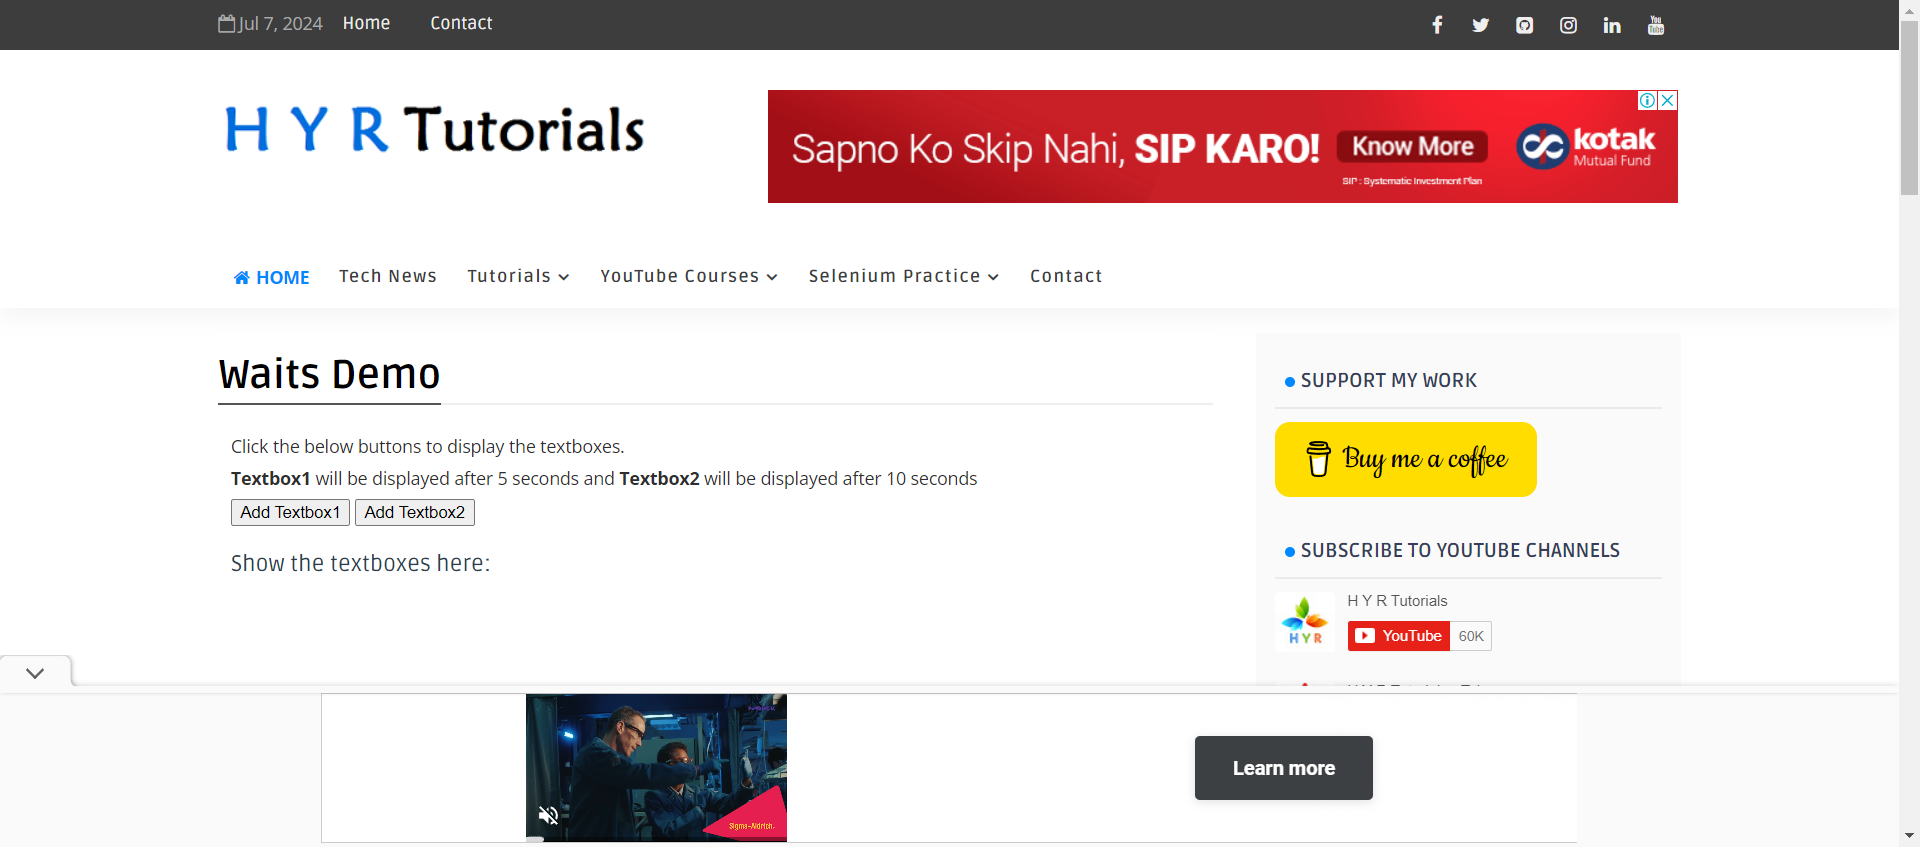 Jul 7, 2024 Home Contact
You Tube
H Y R Tutorials
Sapno Ko Skip Nahi, SIP KARO! Know More kotak
Mutual Fund
SIP : Systematic Investment Plan
HOME Tech News Tutorials YouTube Courses Selenium Practice Contact
Waits Demo
Click the below buttons to display the textboxes.
Textbox1 will be displayed after 5 seconds and Textbox2 will be displayed after 10 seconds
Add Textbox1 Add Textbox2
Show the textboxes here:
SUPPORT MY WORK
Buy me a coffee
SUBSCRIBE TO YOUTUBE CHANNELS
H Y R Tutorials
HYR
YouTube 60K
Learn more
Sigma-Aldrich.